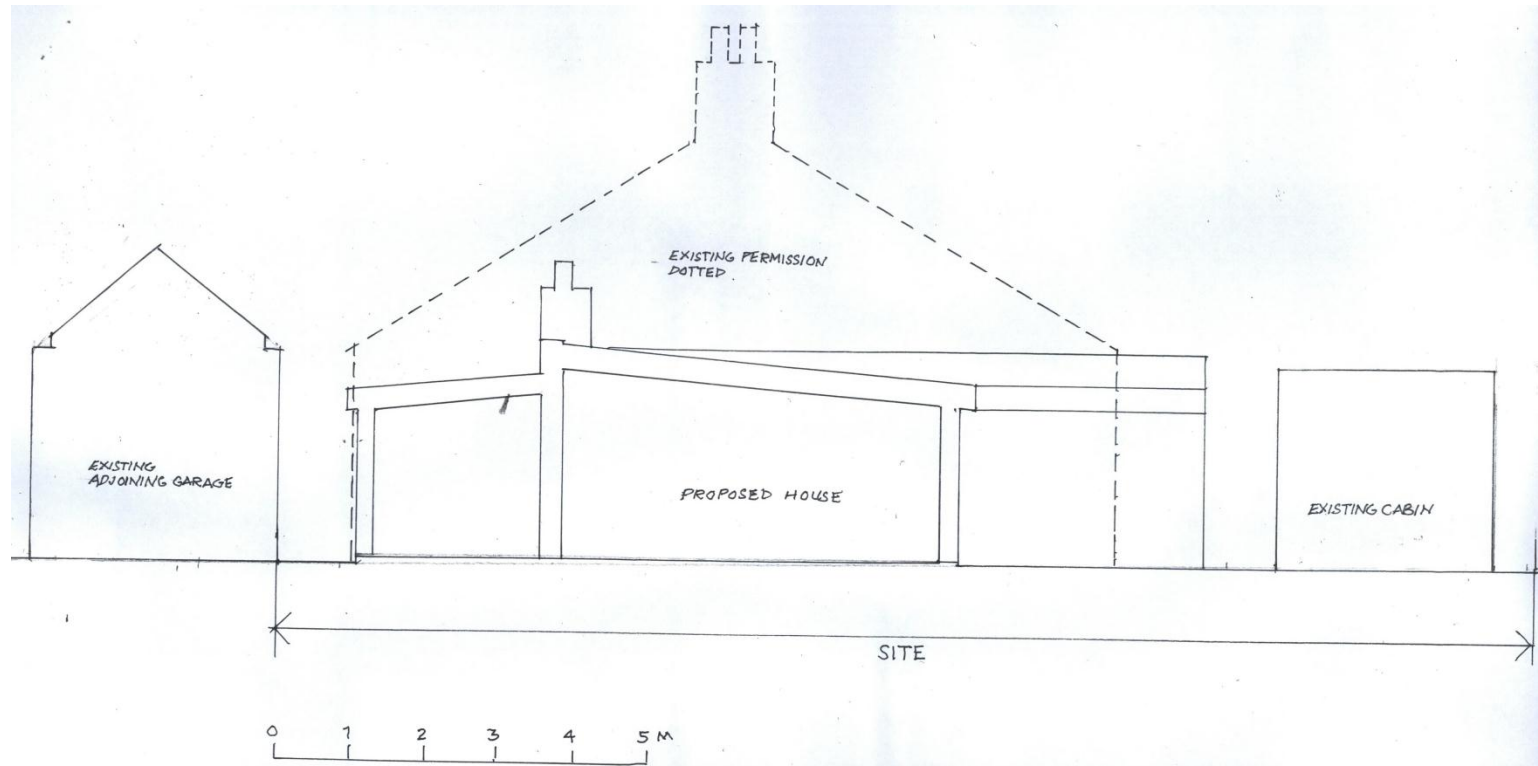 EXISTING PERMISSION
DOTTED
EXISTING
ADJOINING GARAGE
PROPOSED HOUSE
EXISTING CABIN
SITE
0 1 2 3 4 5 M